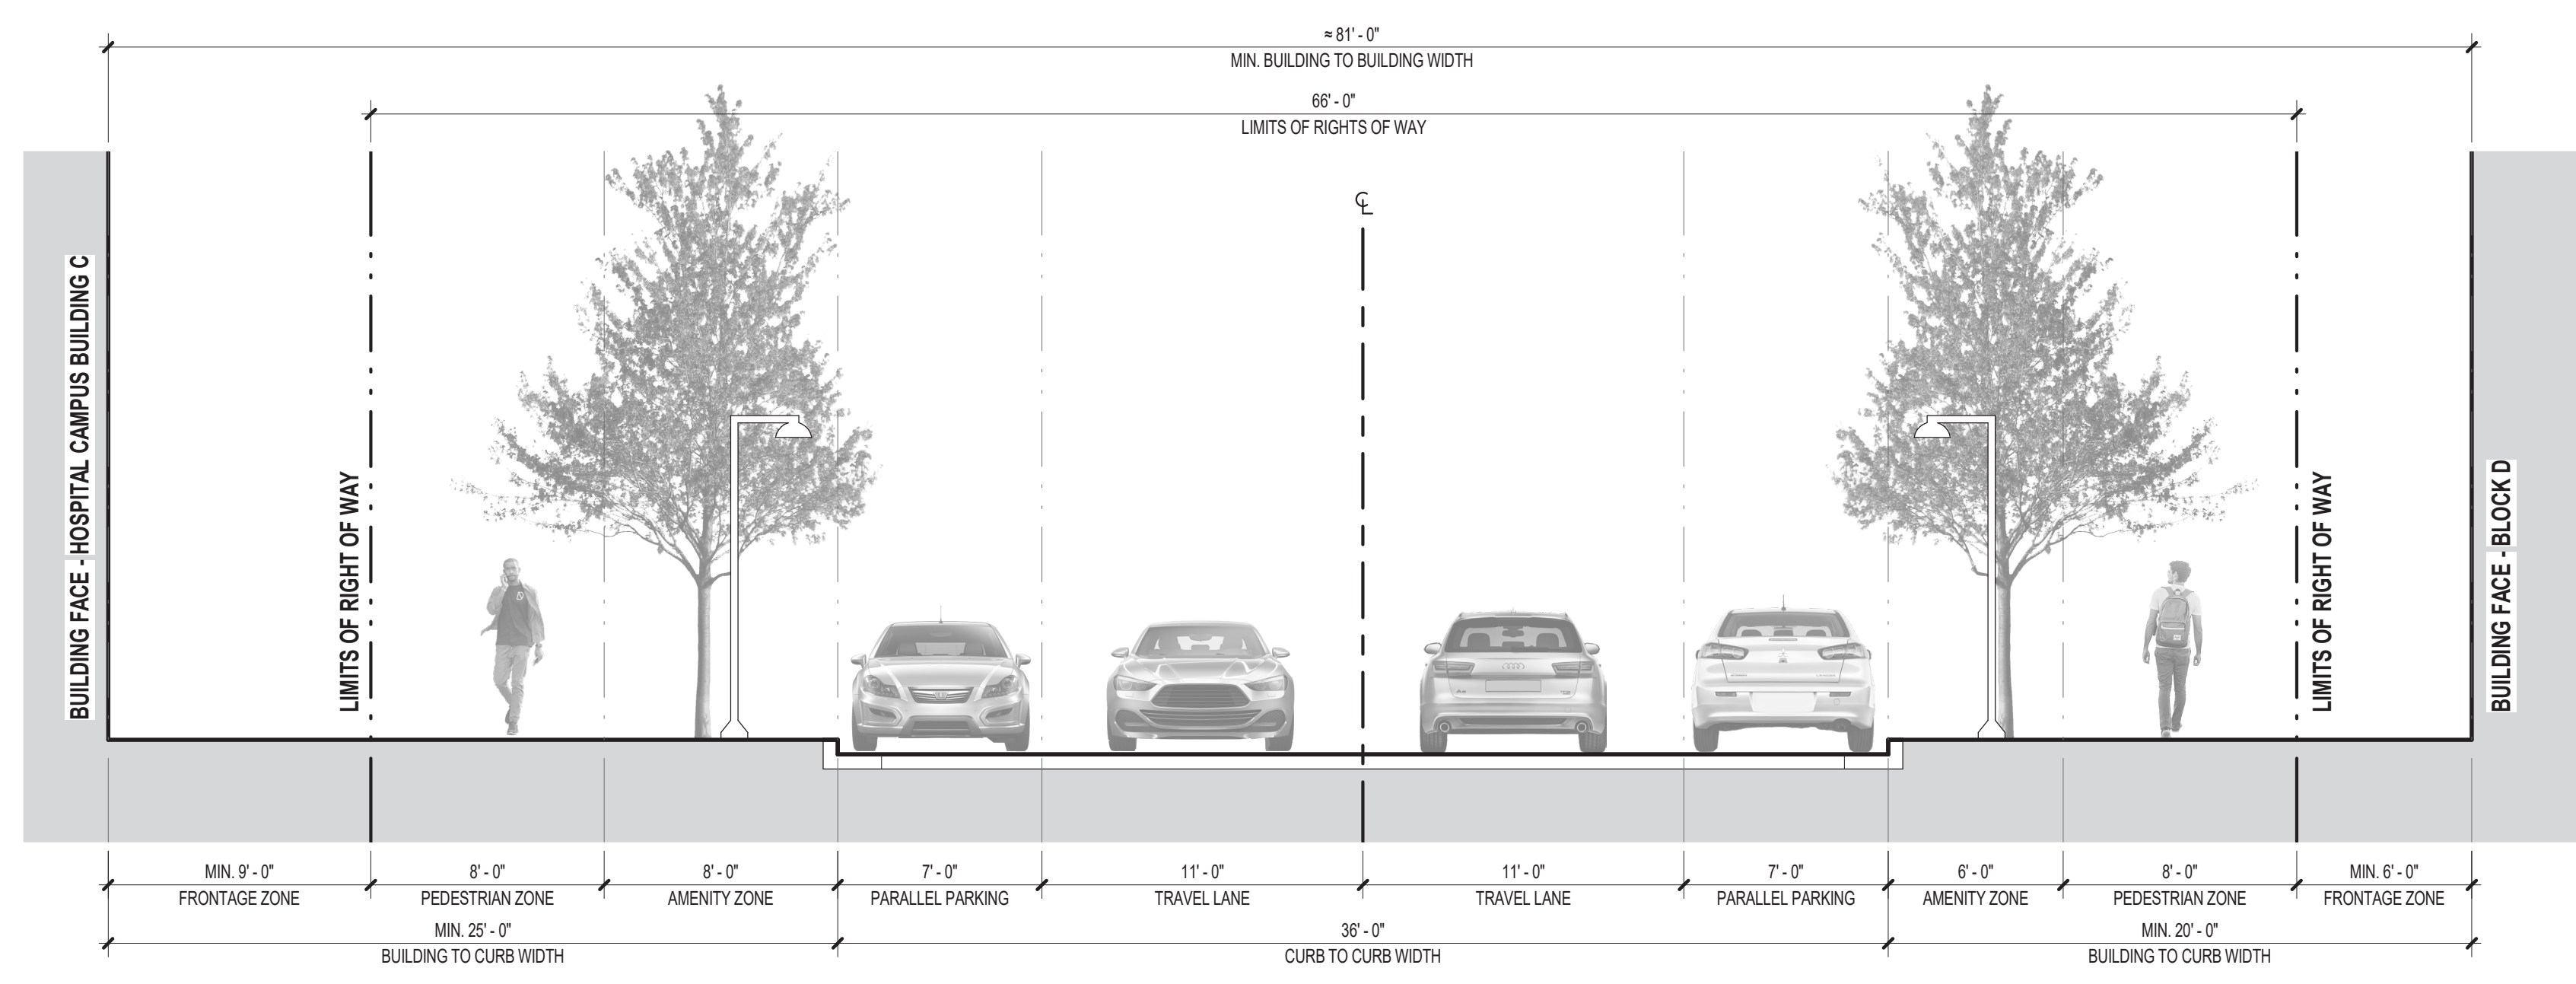 ≈ 81' - 0"
MIN. BUILDING TO BUILDING WIDTH
66' - 0"
LIMITS OF RIGHTS OF WAY
℄
BUILDING FACE - HOSPITAL CAMPUS BUILDING C
LIMITS OF RIGHT OF WAY
LIMITS OF RIGHT OF WAY
BUILDING FACE - BLOCK D
MIN. 9' - 0" 8' - 0" 8' - 0" 7' - 0" 11' - 0" 11' - 0" 7' - 0" 6' - 0" 8' - 0" MIN. 6' - 0"
FRONTAGE ZONE PEDESTRIAN ZONE AMENITY ZONE PARALLEL PARKING TRAVEL LANE TRAVEL LANE PARALLEL PARKING AMENITY ZONE PEDESTRIAN ZONE FRONTAGE ZONE
MIN. 25' - 0" 36' - 0" MIN. 20' - 0"
BUILDING TO CURB WIDTH CURB TO CURB WIDTH BUILDING TO CURB WIDTH